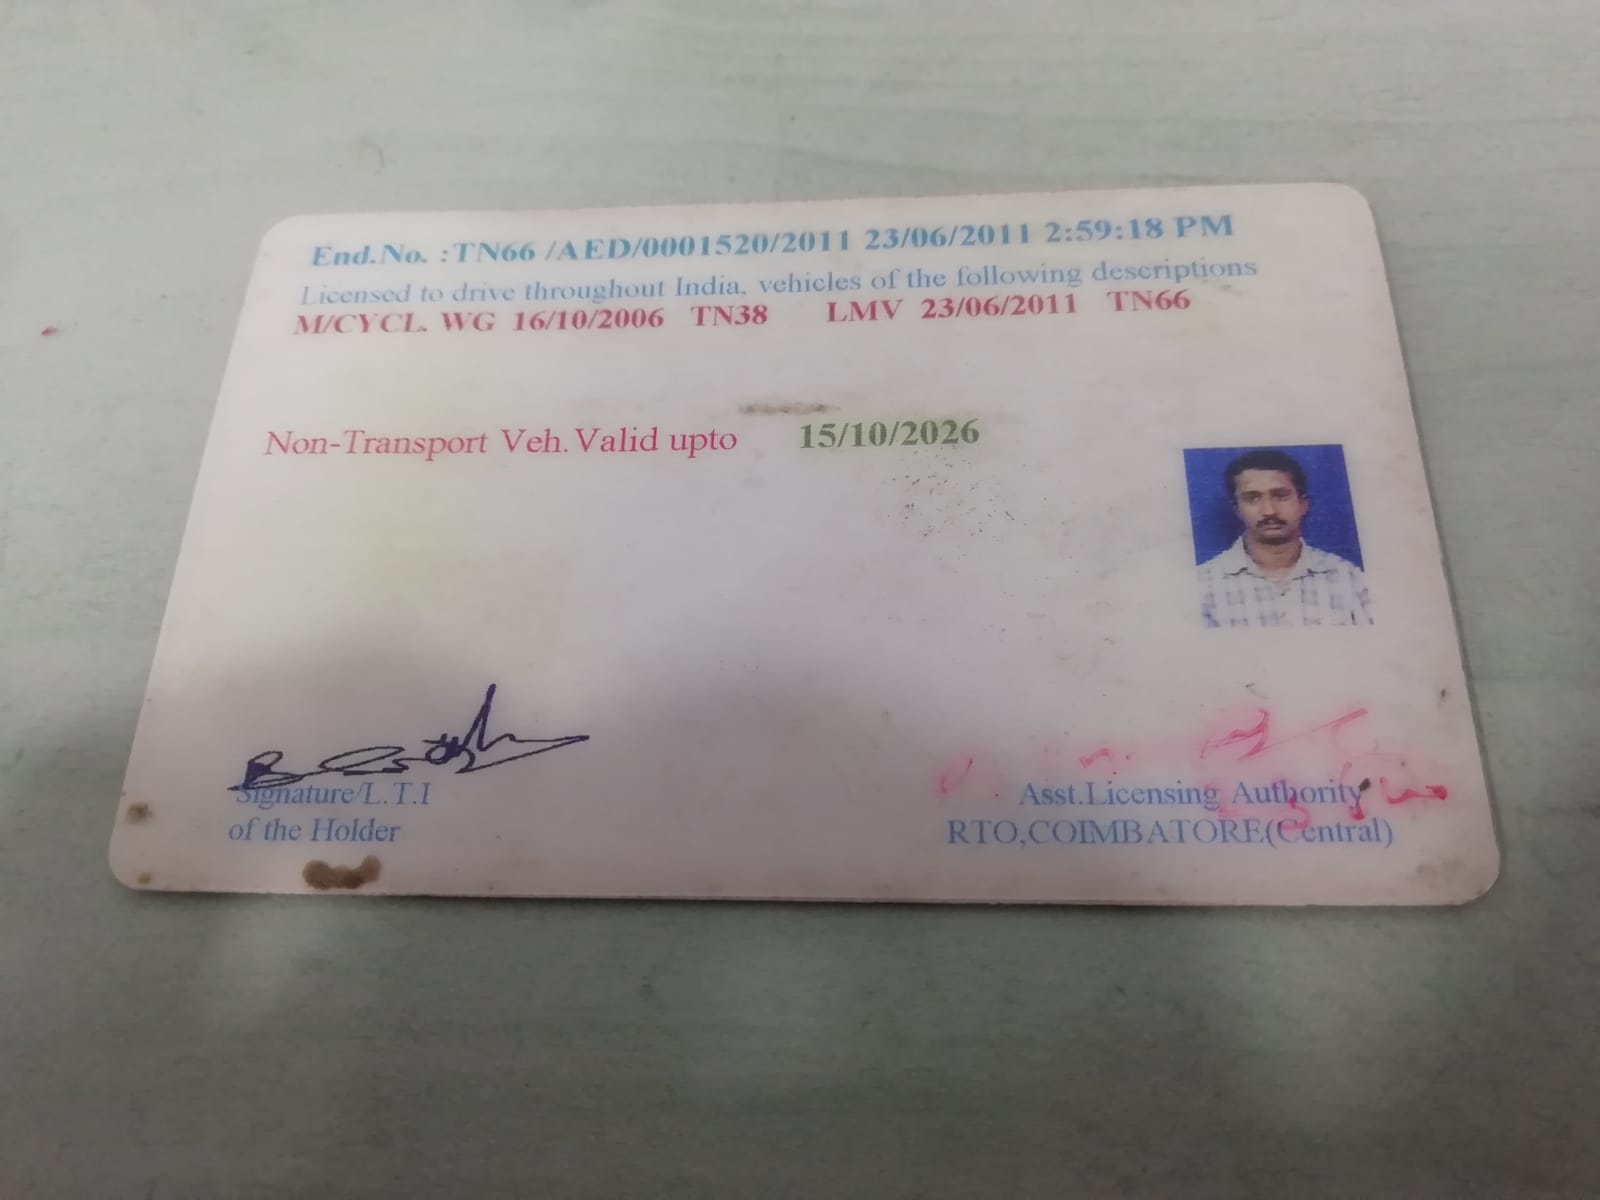 End.No. :TN66 /AED/0001520/2011 23/06/2011 2:59:18 PM
Licensed to drive throughout India, vehicles of the following descriptions
M/CYCL. WG 16/10/2006 TN38 LMV 23/06/2011 TN66
Non-Transport Veh. Valid upto 15/10/2026
Signature/L.T.I
of the Holder
Asst.Licensing Authority
RTO,COIMBATORE(Central)